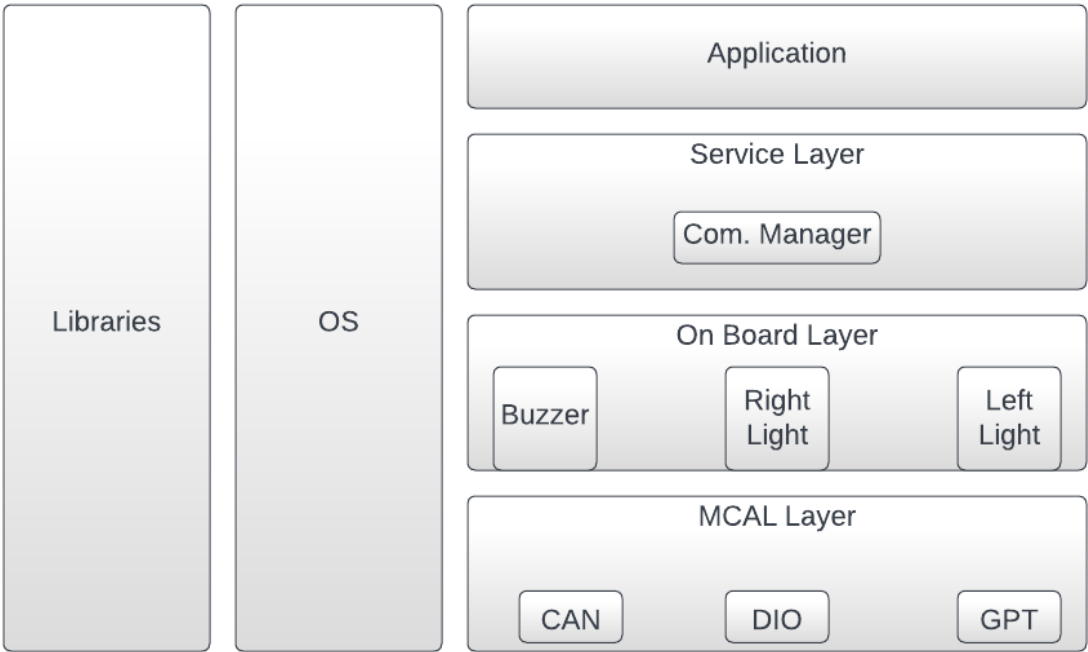 Libraries
OS
Application
Service Layer
Com. Manager
On Board Layer
Buzzer
Right
Light
Left
Light
MCAL Layer
CAN
DIO
GPT